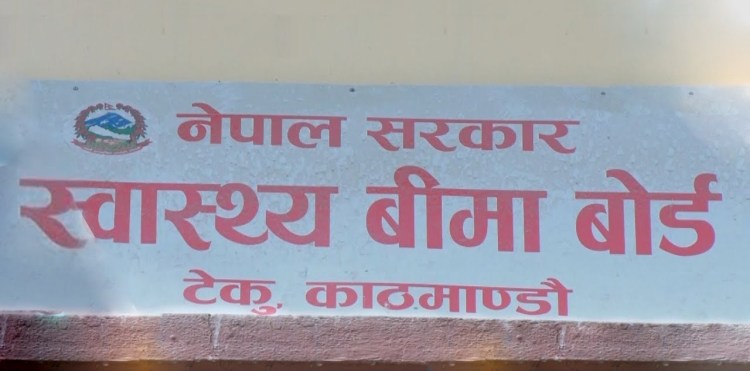 नेपाल सरकार
स्वास्थ्य बीमा बोर्ड
टेकु, काठमाण्डौ